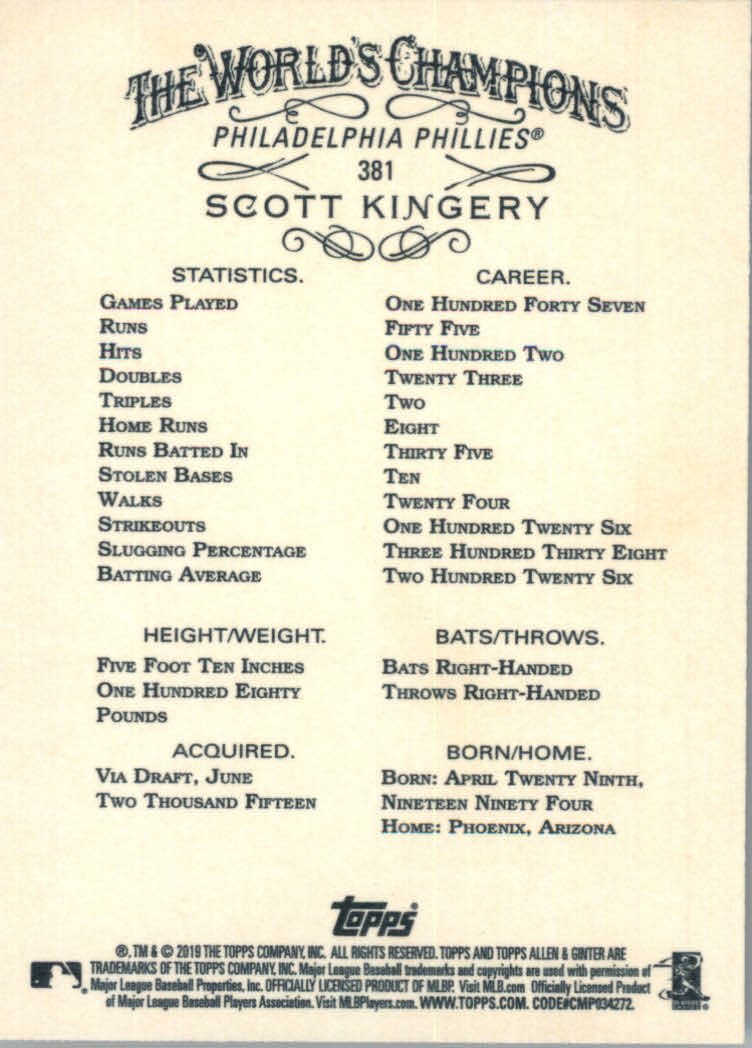 THE WORLD'S CHAMPIONS
PHILADELPHIA PHILLIES®
381
SCOTT KINGERY
STATISTICS. CAREER.
GAMES PLAYED ONE HUNDRED FORTY SEVEN
RUNS FIFTY FIVE
HITS ONE HUNDRED TWO
DOUBLES TWENTY THREE
TRIPLES TWO
HOME RUNS EIGHT
RUNS BATTED IN THIRTY FIVE
STOLEN BASES TEN
WALKS TWENTY FOUR
STRIKEOUTS ONE HUNDRED TWENTY SIX
SLUGGING PERCENTAGE THREE HUNDRED THIRTY EIGHT
BATTING AVERAGE TWO HUNDRED TWENTY SIX
HEIGHT/WEIGHT.
FIVE FOOT TEN INCHES
ONE HUNDRED EIGHTY
POUNDS
BATS/THROWS.
BATS RIGHT-HANDED
THROWS RIGHT-HANDED
ACQUIRED.
VIA DRAFT, JUNE
TWO THOUSAND FIFTEEN
BORN/HOME.
BORN: APRIL TWENTY NINTH,
NINETEEN NINETY FOUR
HOME: PHOENIX, ARIZONA
Topps®
®, TM & © 2019 THE TOPPS COMPANY, INC. ALL RIGHTS RESERVED. TOPPS AND TOPPS ALLEN & GINTER ARE
TRADEMARKS OF THE TOPPS COMPANY, INC. Major League Baseball trademarks and copyrights are used with permission of
Major League Baseball Properties, Inc. OFFICIALLY LICENSED PRODUCT OF MLBP. Visit MLB.com Officially Licensed Product
of Major League Baseball Players Association. Visit MLBPlayers.com. WWW.TOPPS.COM. CODE#CMP034272.